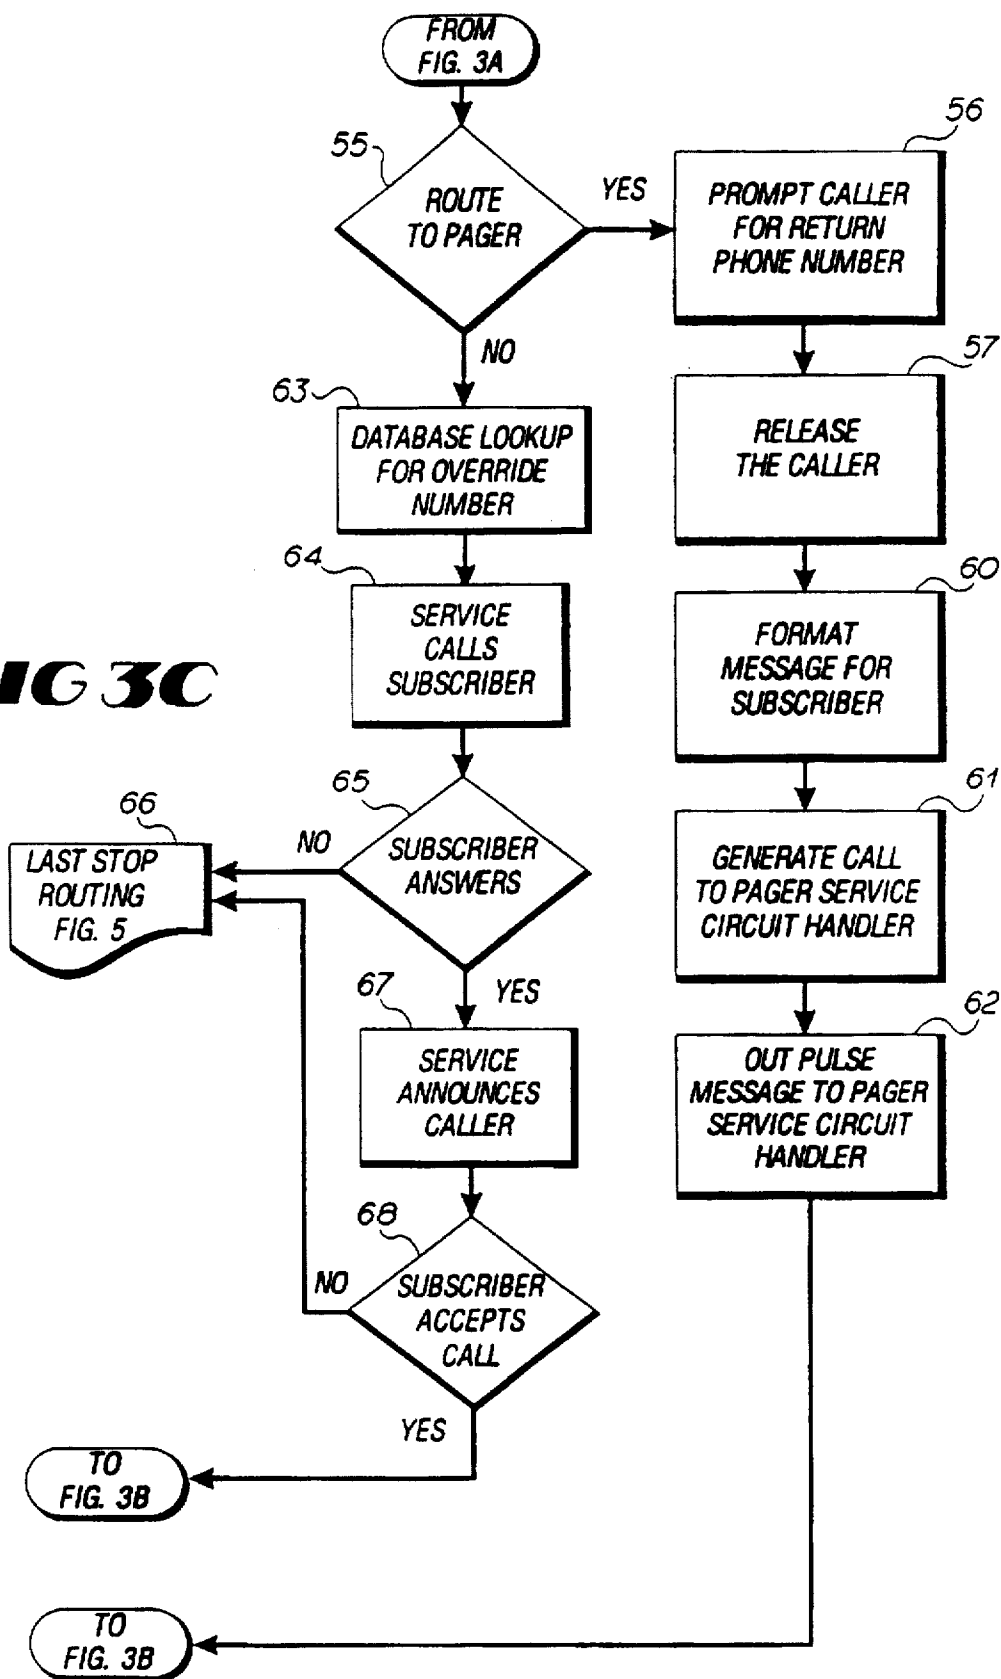 FROM
FIG. 3A
55
ROUTE
TO PAGER
YES
56
PROMPT CALLER
FOR RETURN
PHONE NUMBER
NO
57
RELEASE
THE CALLER
63
DATABASE LOOKUP
FOR OVERRIDE
NUMBER
60
FORMAT
MESSAGE FOR
SUBSCRIBER
64
SERVICE
CALLS
SUBSCRIBER
IG 3C
61
GENERATE CALL
TO PAGER SERVICE
CIRCUIT HANDLER
65
SUBSCRIBER
ANSWERS
NO
66
LAST STOP
ROUTING
FIG. 5
YES
62
OUT PULSE
MESSAGE TO PAGER
SERVICE CIRCUIT
HANDLER
67
SERVICE
ANNOUNCES
CALLER
68
SUBSCRIBER
ACCEPTS
CALL
NO
YES
TO
FIG. 3B
TO
FIG. 3B